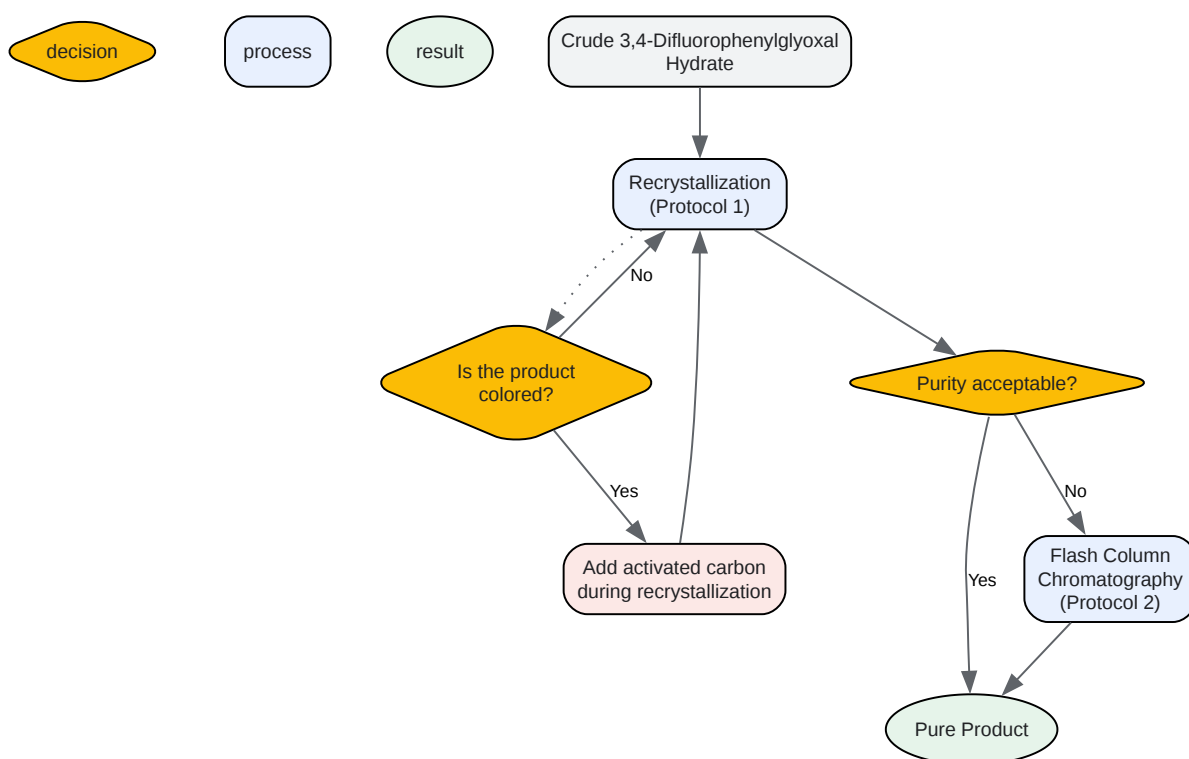 decision
process
result
Crude 3,4-Difluorophenylglyoxal
Hydrate
Recrystallization
(Protocol 1)
No
Is the product
colored?
Purity acceptable?
Yes
No
Add activated carbon
during recrystallization
Flash Column
Chromatography
(Protocol 2)
Yes
Pure Product